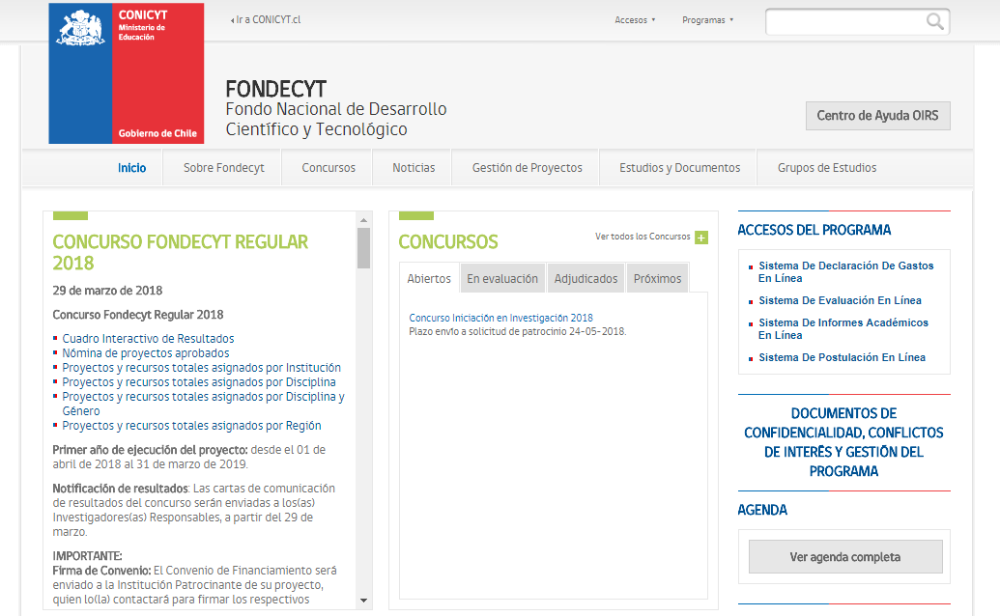 CONICYT
Ministerio de
Educación
Gobierno de Chile
Ir a CONICYT.cl
Accesos
Programas
FONDECYT
Fondo Nacional de Desarrollo
Científico y Tecnológico
Centro de Ayuda OIRS
Inicio
Sobre Fondecyt
Concursos
Noticias
Gestión de Proyectos
Estudios y Documentos
Grupos de Estudios
CONCURSO FONDECYT REGULAR
2018
29 de marzo de 2018
Concurso Fondecyt Regular 2018
Cuadro Interactivo de Resultados
Nómina de proyectos aprobados
Proyectos y recursos totales asignados por Institución
Proyectos y recursos totales asignados por Disciplina
Proyectos y recursos totales asignados por Disciplina y
Género
Proyectos y recursos totales asignados por Región
Primer año de ejecución del proyecto: desde el 01 de
abril de 2018 al 31 de marzo de 2019.
Notificación de resultados: Las cartas de comunicación
de resultados del concurso serán enviadas a los(as)
Investigadores(as) Responsables, a partir del 29 de
marzo.
IMPORTANTE:
Firma de Convenio: El Convenio de Financiamiento será
enviado a la Institución Patrocinante de su proyecto,
quien lo(la) contactará para firmar los respectivos
CONCURSOS
Ver todos los Concursos +
Abiertos
En evaluación
Adjudicados
Próximos
Concurso Iniciación en Investigación 2018
Plazo envío a solicitud de patrocinio 24-05-2018.
ACCESOS DEL PROGRAMA
Sistema De Declaración De Gastos
En Línea
Sistema De Evaluación En Línea
Sistema De Informes Académicos
En Línea
Sistema De Postulación En Línea
DOCUMENTOS DE
CONFIDENCIALIDAD, CONFLICTOS
DE INTERÉS Y GESTIÓN DEL
PROGRAMA
AGENDA
Ver agenda completa